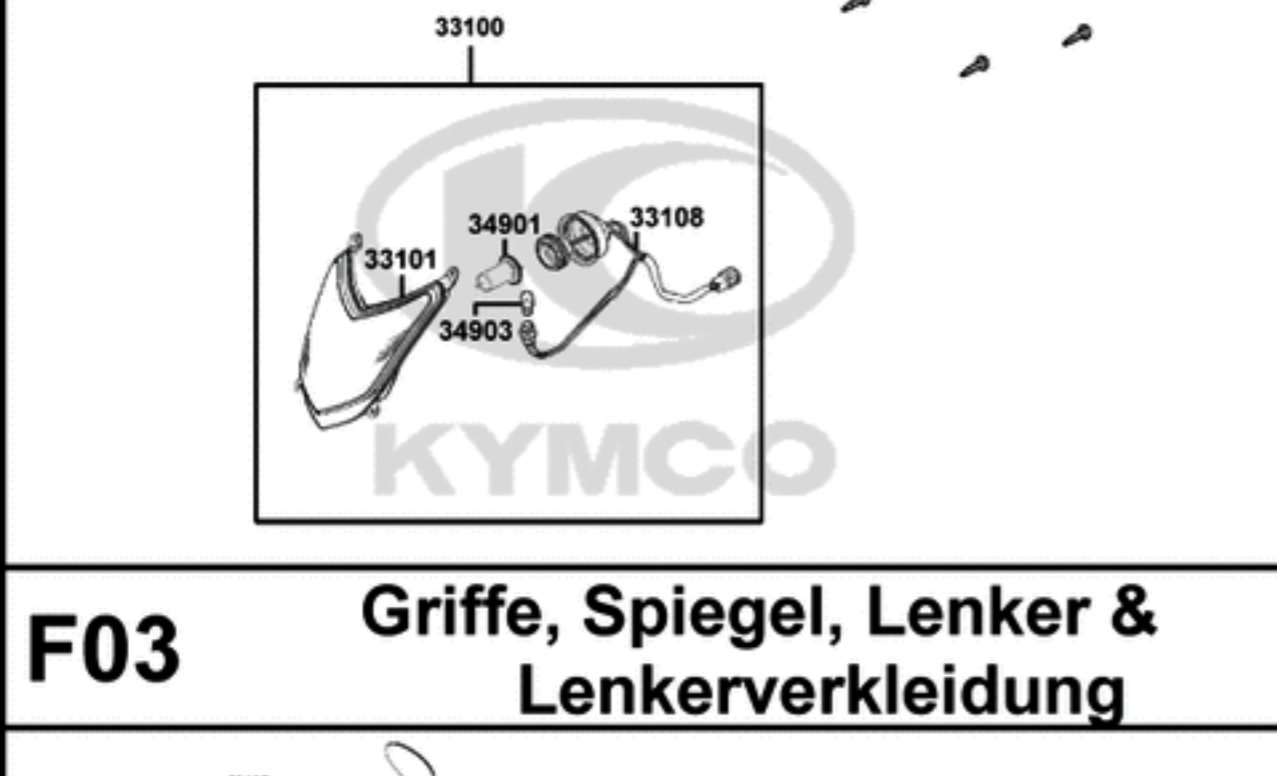 33100
34901
33108
33101
34903
KYMCO
F03
Griffe, Spiegel, Lenker &
Lenkerverkleidung